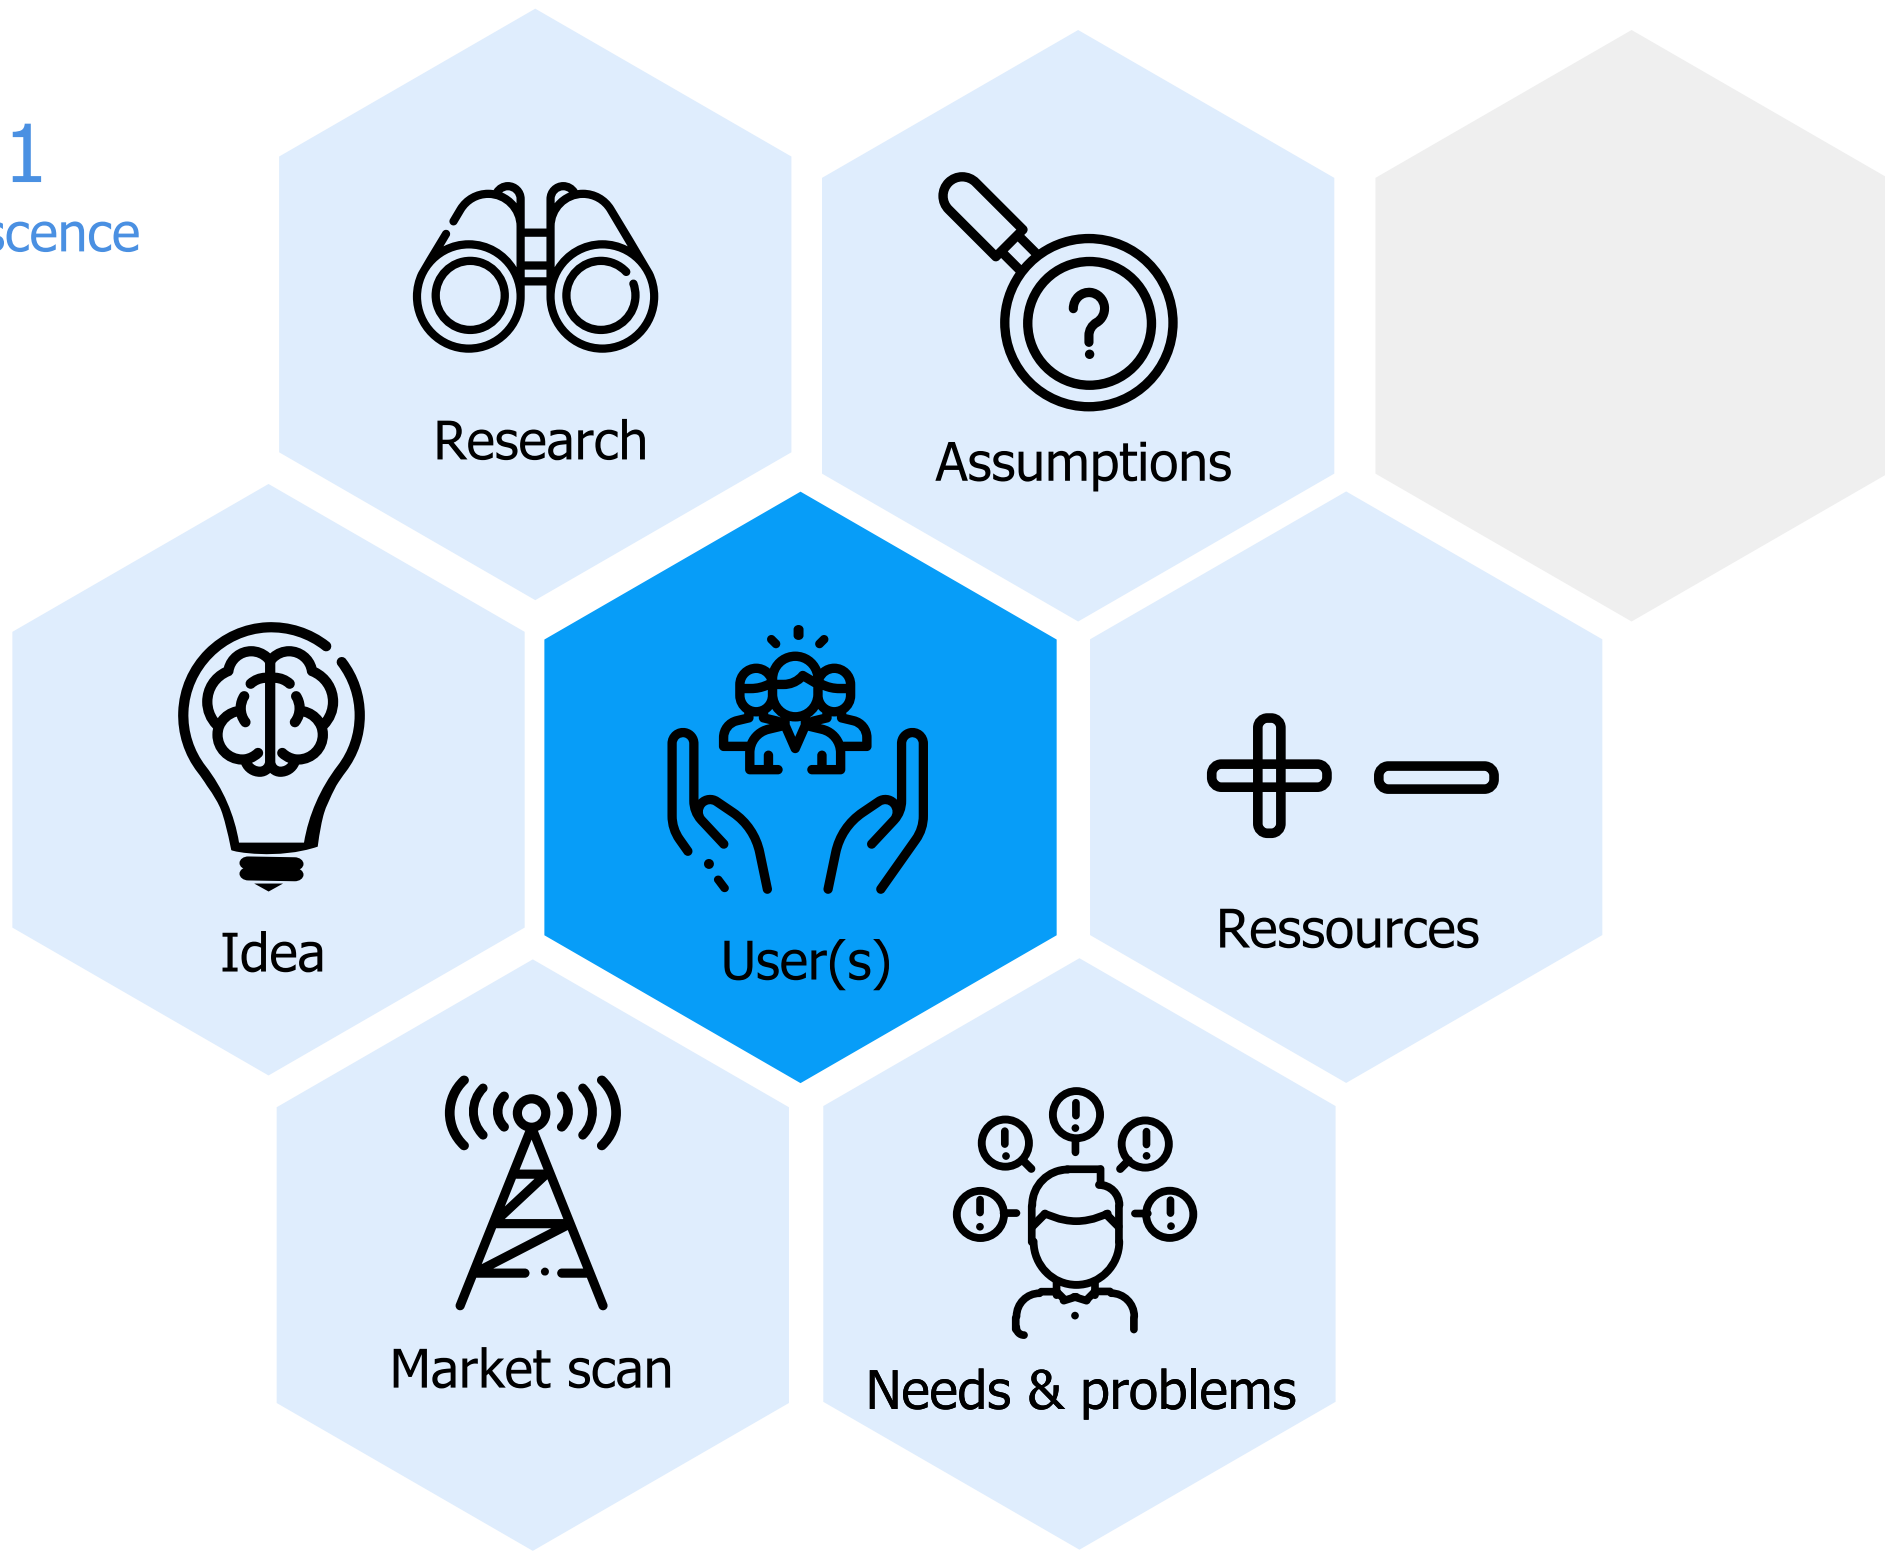 1
scence
Research
Assumptions
Idea
User(s)
Ressources
Market scan
Needs & problems